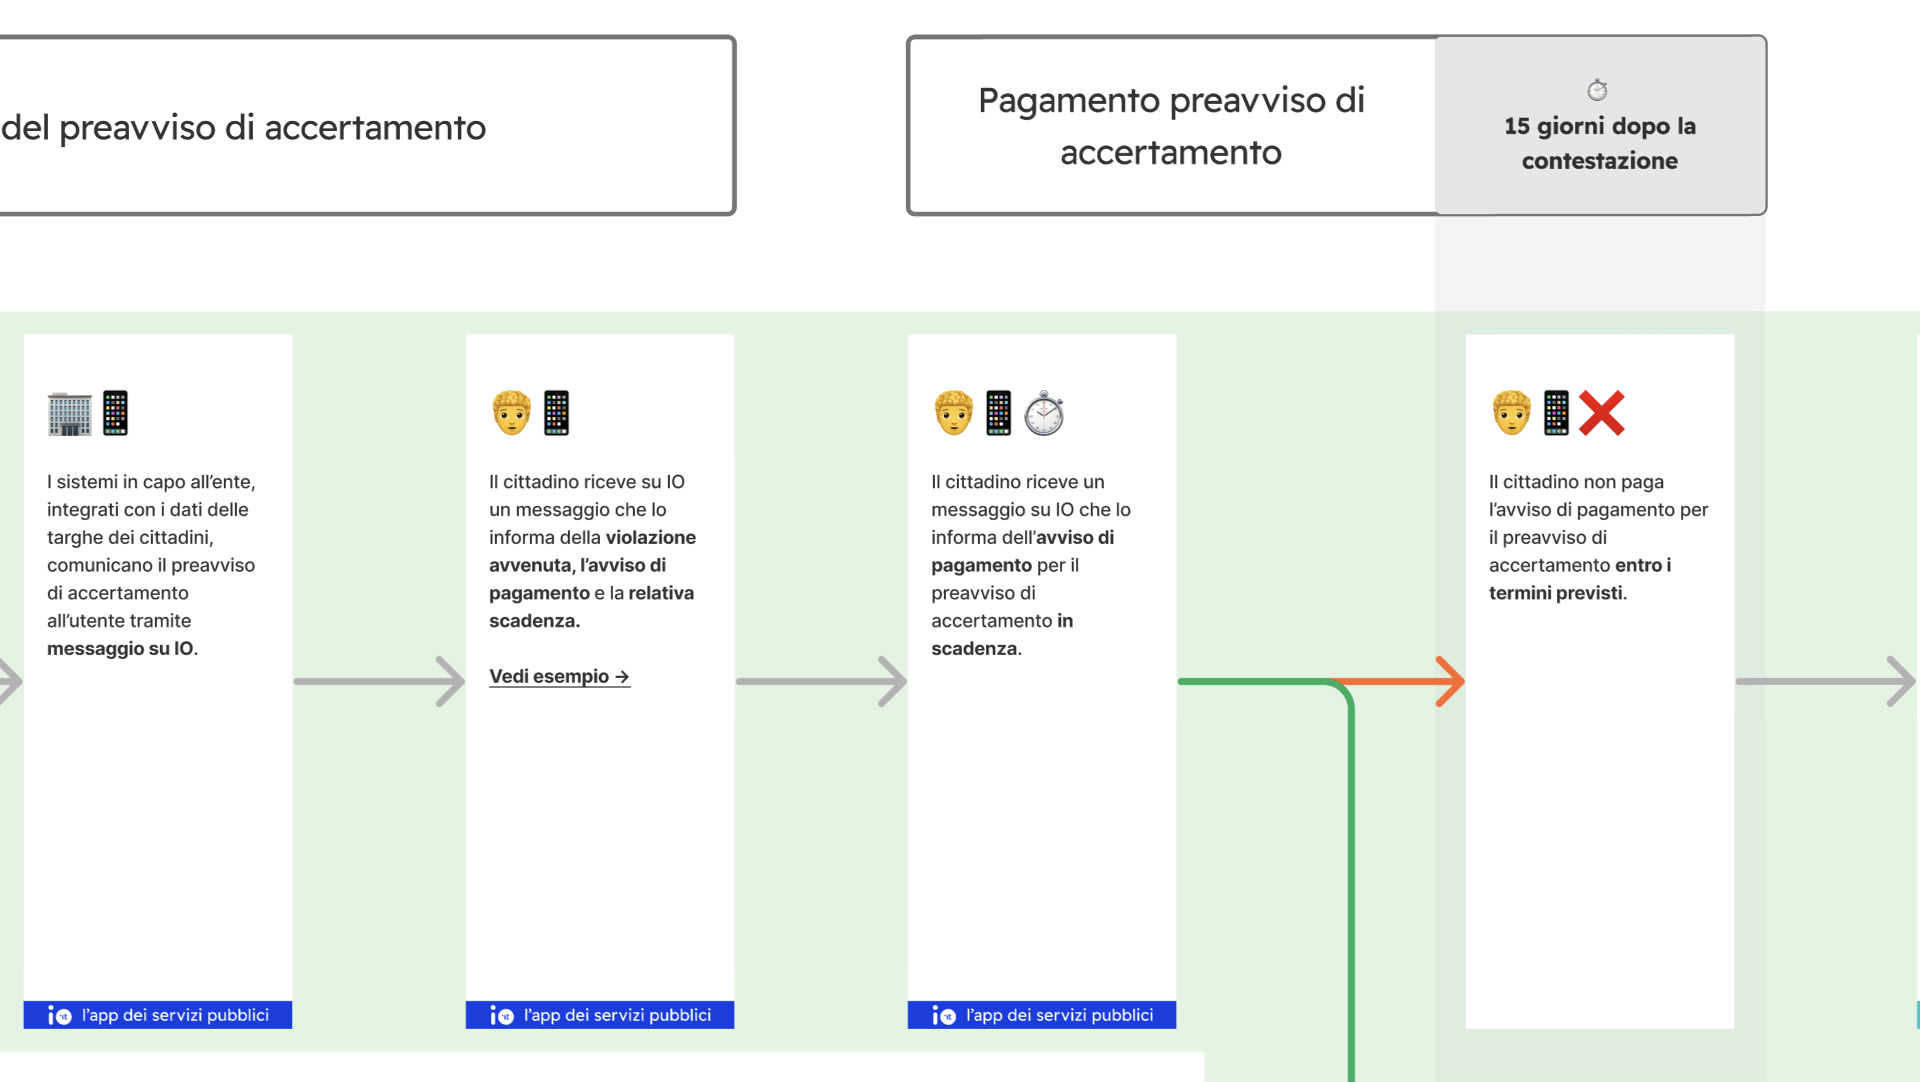 del preavviso di accertamento
Pagamento preavviso di
accertamento
15 giorni dopo la
contestazione
I sistemi in capo all'ente,
integrati con i dati delle
targhe dei cittadini,
comunicano il preavviso
di accertamento
all'utente tramite
messaggio su IO.
io l'app dei servizi pubblici
Il cittadino riceve su IO
un messaggio che lo
informa della violazione
avvenuta, l'avviso di
pagamento e la relativa
scadenza.
Vedi esempio →
io l'app dei servizi pubblici
Il cittadino riceve un
messaggio su IO che lo
informa dell'avviso di
pagamento per il
preavviso di
accertamento in
scadenza.
io l'app dei servizi pubblici
Il cittadino non paga
l'avviso di pagamento per
il preavviso di
accertamento entro i
termini previsti.